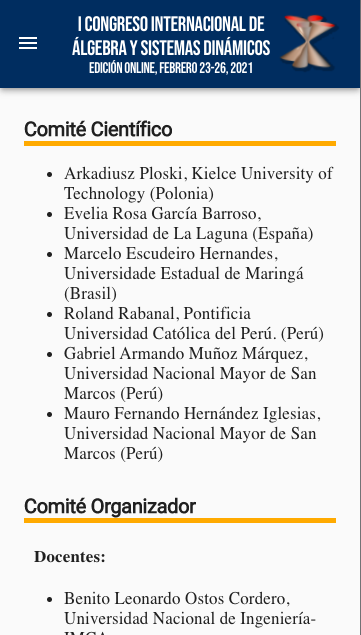 I CONGRESO INTERNACIONAL DE
ÁLGEBRA Y SISTEMAS DINÁMICOS
EDICIÓN ONLINE, FEBRERO 23-26, 2021
Comité Científico
Arkadiusz Ploski, Kielce University of
Technology (Polonia)
Evelia Rosa García Barroso,
Universidad de La Laguna (España)
Marcelo Escudeiro Hernandes,
Universidade Estadual de Maringá
(Brasil)
Roland Rabanal, Pontificia
Universidad Católica del Perú. (Perú)
Gabriel Armando Muñoz Márquez,
Universidad Nacional Mayor de San
Marcos (Perú)
Mauro Fernando Hernández Iglesias,
Universidad Nacional Mayor de San
Marcos (Perú)
Comité Organizador
Docentes:
Benito Leonardo Ostos Cordero,
Universidad Nacional de Ingeniería-
IMCA